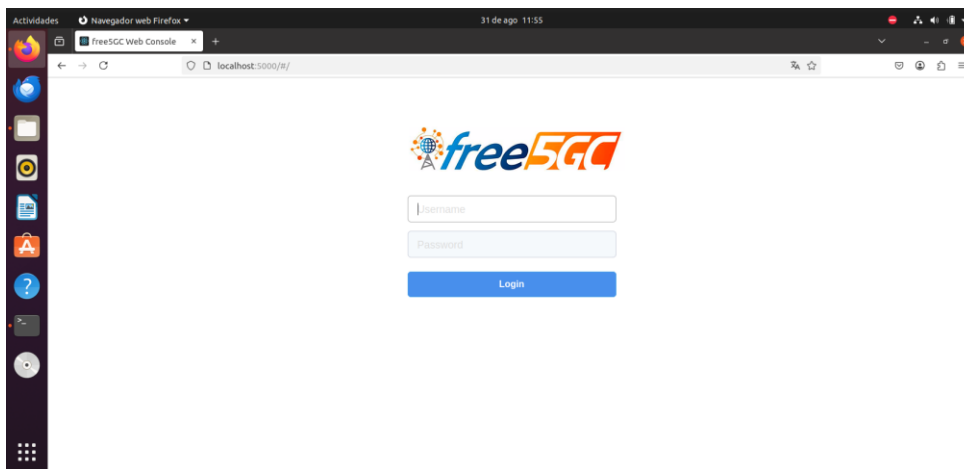 Actividades Navegador web Firefox 31 de ago 11:55
free5GC Web Console
localhost:5000/#/
free5GC
Username
Password
Login